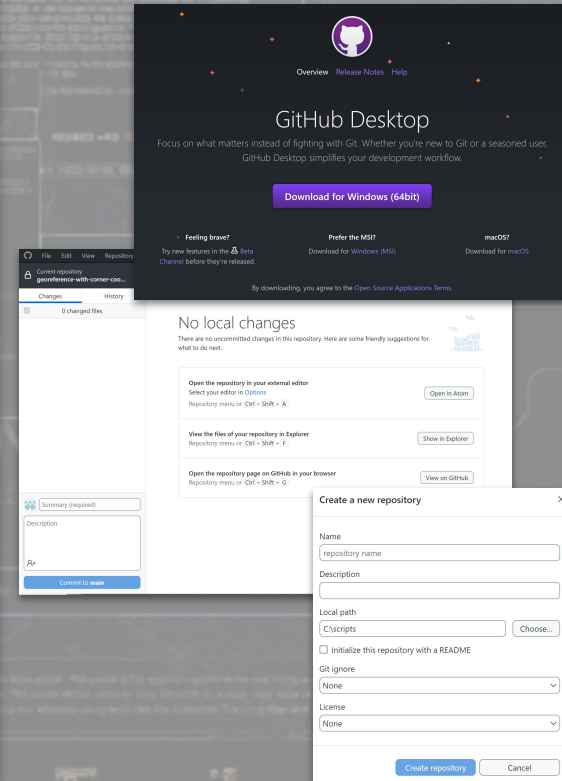 Overview Release Notes Help
GitHub Desktop
Focus on what matters instead of fighting with Git. Whether you're new to Git or a seasoned user,
GitHub Desktop simplifies your development workflow.
Download for Windows (64bit)
Feeling brave?
Try new features in the Beta
Channel before they're released.
Prefer the MSI?
Download for Windows (MSI)
macOS?
Download for macOS
By downloading, you agree to the Open Source Applications Terms.
File Edit View Repository
Current repository
georeference-with-corner-coo...
Changes History
0 changed files
No local changes
There are no uncommitted changes in this repository. Here are some friendly suggestions for
what to do next.
Open the repository in your external editor
Select your editor in Options
Repository menu or Ctrl + Shift + A
Open in Atom
View the files of your repository in Explorer
Repository menu or Ctrl + Shift + F
Show in Explorer
Open the repository page on GitHub in your browser
Repository menu or Ctrl + Shift + G
View on GitHub
Summary (required)
Description
Commit to main
Create a new repository
Name
repository name
Description
Local path
C:\scripts
Choose...
Initialize this repository with a README
Git ignore
None
License
None
Create repository
Cancel